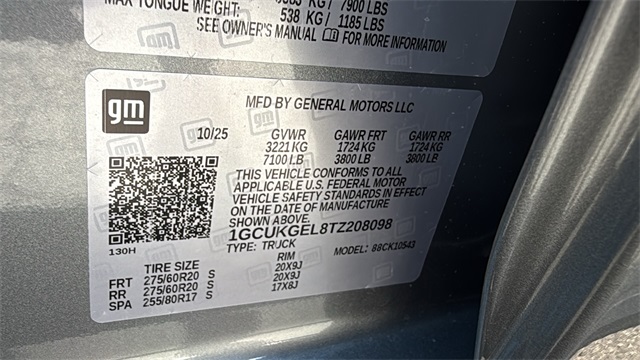 MAX TONGUE WEIGHT: KG / 7900 LBS
538 KG / 1185 LBS
SEE OWNER'S MANUAL FOR MORE INFORMATION
gm
MFD BY GENERAL MOTORS LLC
10/25 GVWR GAWR FRT GAWR RR
3221 KG 1724 KG 1724 KG
7100 LB 3800 LB 3800 LB
THIS VEHICLE CONFORMS TO ALL
APPLICABLE U.S. FEDERAL MOTOR
VEHICLE SAFETY STANDARDS IN EFFECT
ON THE DATE OF MANUFACTURE
SHOWN ABOVE.
1GCUKGEL8TZ208098
130H TYPE: TRUCK MODEL: 88CK10543
TIRE SIZE RIM
FRT 275/60R20 S 20X9J
RR 275/60R20 S 20X9J
SPA 255/80R17 S 17X8J